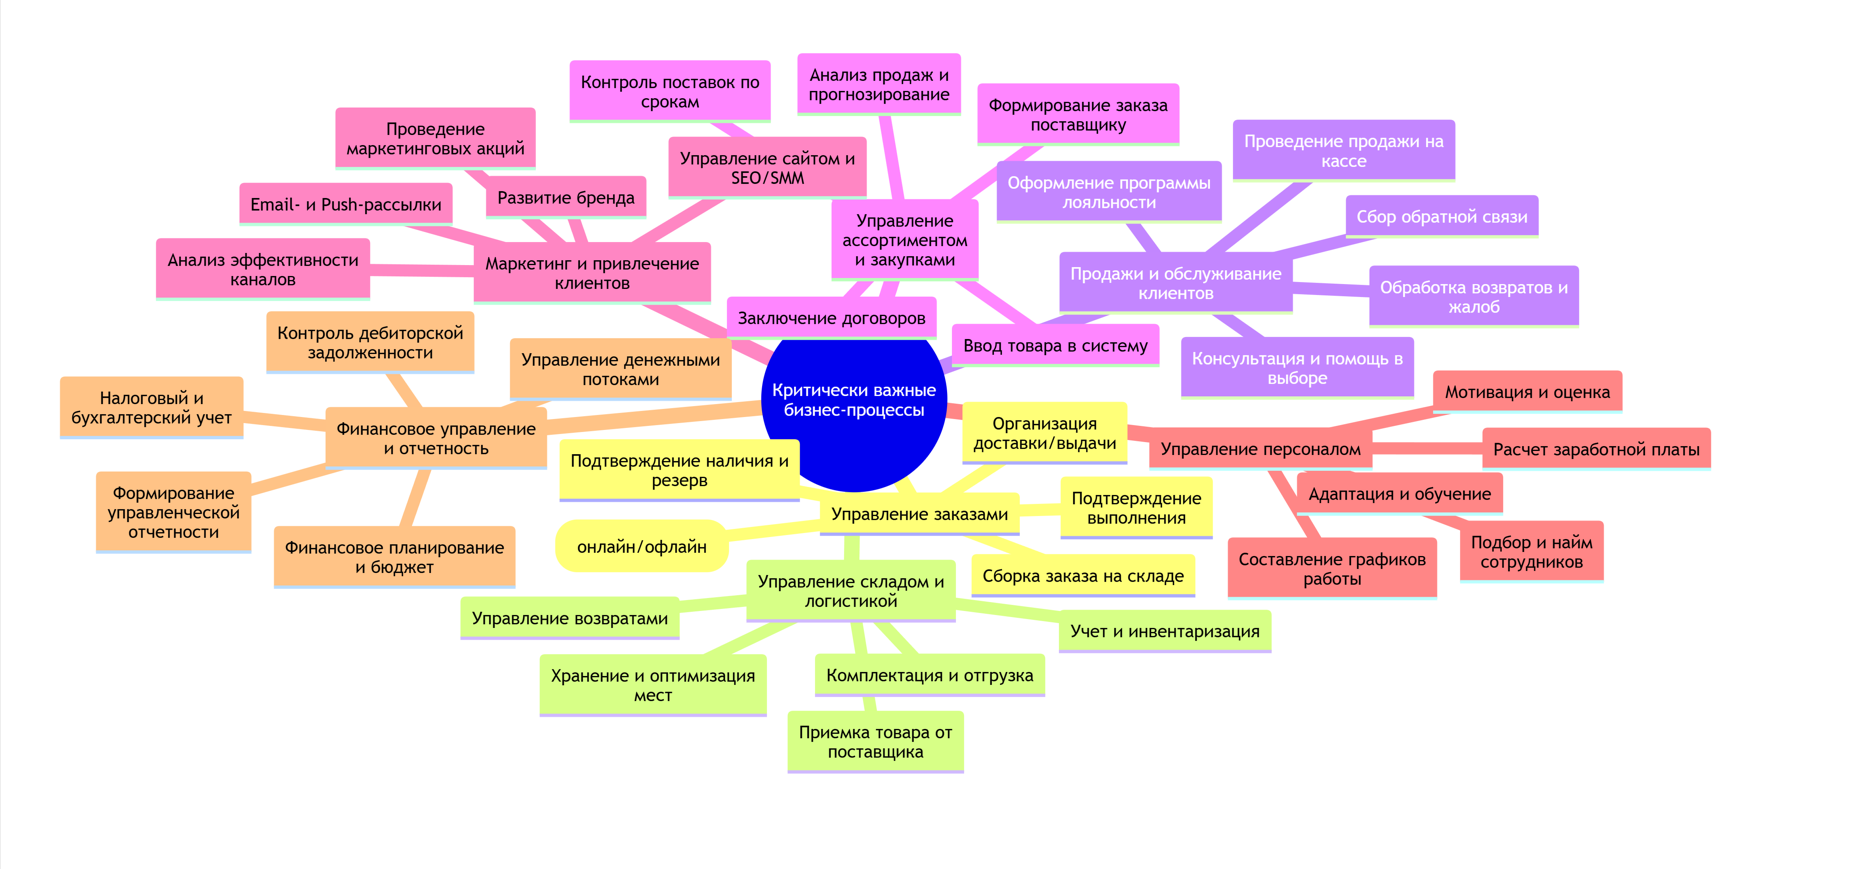 Анализ продаж и
прогнозирование
Контроль поставок по
срокам
Формирование заказа
поставщику
Проведение
маркетинговых акций
Управление сайтом и
SEO/SMM
Проведение продажи на
кассе
Оформление программы
лояльности
Развитие бренда
Email- и Push-рассылки
Сбор обратной связи
Управление
ассортиментом
и закупками
Анализ эффективности
каналов
Маркетинг и привлечение
клиентов
Продажи и обслуживание
клиентов
Обработка возвратов и
жалоб
Заключение договоров
Ввод товара в систему
Контроль дебиторской
задолженности
Управление денежными
потоками
Консультация и помощь в
выборе
Критически важные
бизнес-процессы
Мотивация и оценка
Налоговый и
бухгалтерский учет
Финансовое управление
и отчетность
Организация
доставки/выдачи
Управление персоналом
Расчет заработной платы
Подтверждение наличия и
резерв
Адаптация и обучение
Формирование
управленческой
отчетности
Управление заказами
Подтверждение
выполнения
онлайн/офлайн
Финансовое планирование
и бюджет
Подбор и найм
сотрудников
Составление графиков
работы
Сборка заказа на складе
Управление складом и
логистикой
Управление возвратами
Учет и инвентаризация
Хранение и оптимизация
мест
Комплектация и отгрузка
Приемка товара от
поставщика